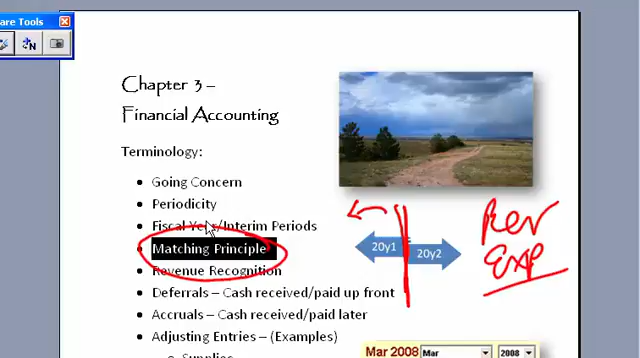 are Tools
Chapter 3 –
Financial Accounting
Terminology:
• Going Concern
• Periodicity
• Fiscal Year/Interim Periods
• Matching Principle
• Revenue Recognition
• Deferrals – Cash received/paid up front
• Accruals – Cash received/paid later
• Adjusting Entries – (Examples)
o Supplies
20y1
20y2
Rev
Exp
Mar 2008
Mar
2008